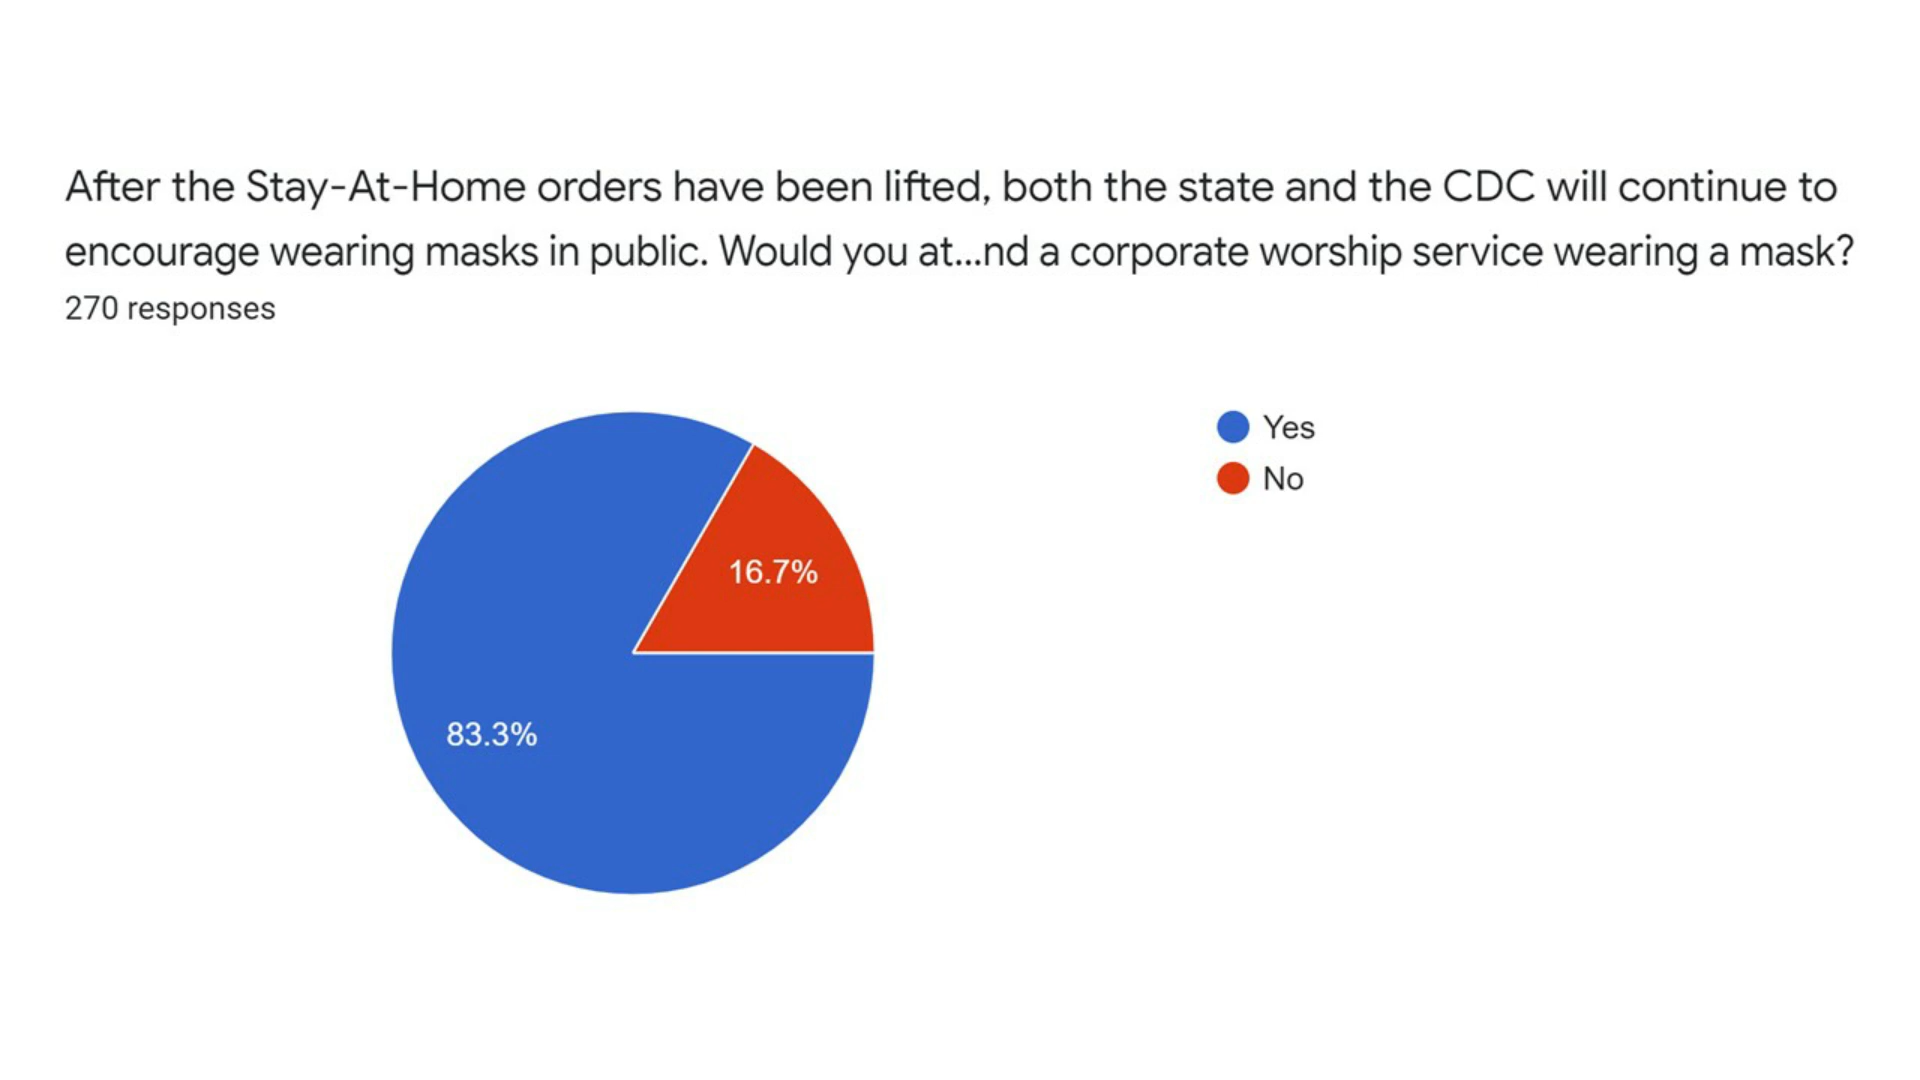 After the Stay-At-Home orders have been lifted, both the state and the CDC will continue to
encourage wearing masks in public. Would you at...nd a corporate worship service wearing a mask?
270 responses
Yes
No
16.7%
83.3%